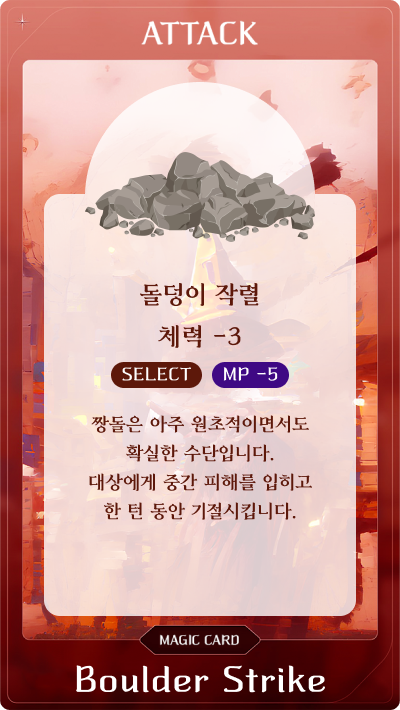 ATTACK
돌덩이 작렬
체력 -3
SELECT MP -5
짱돌은 아주 원초적이면서도
확실한 수단입니다.
대상에게 중간 피해를 입히고
한 턴 동안 기절시킵니다.
MAGIC CARD
Boulder Strike